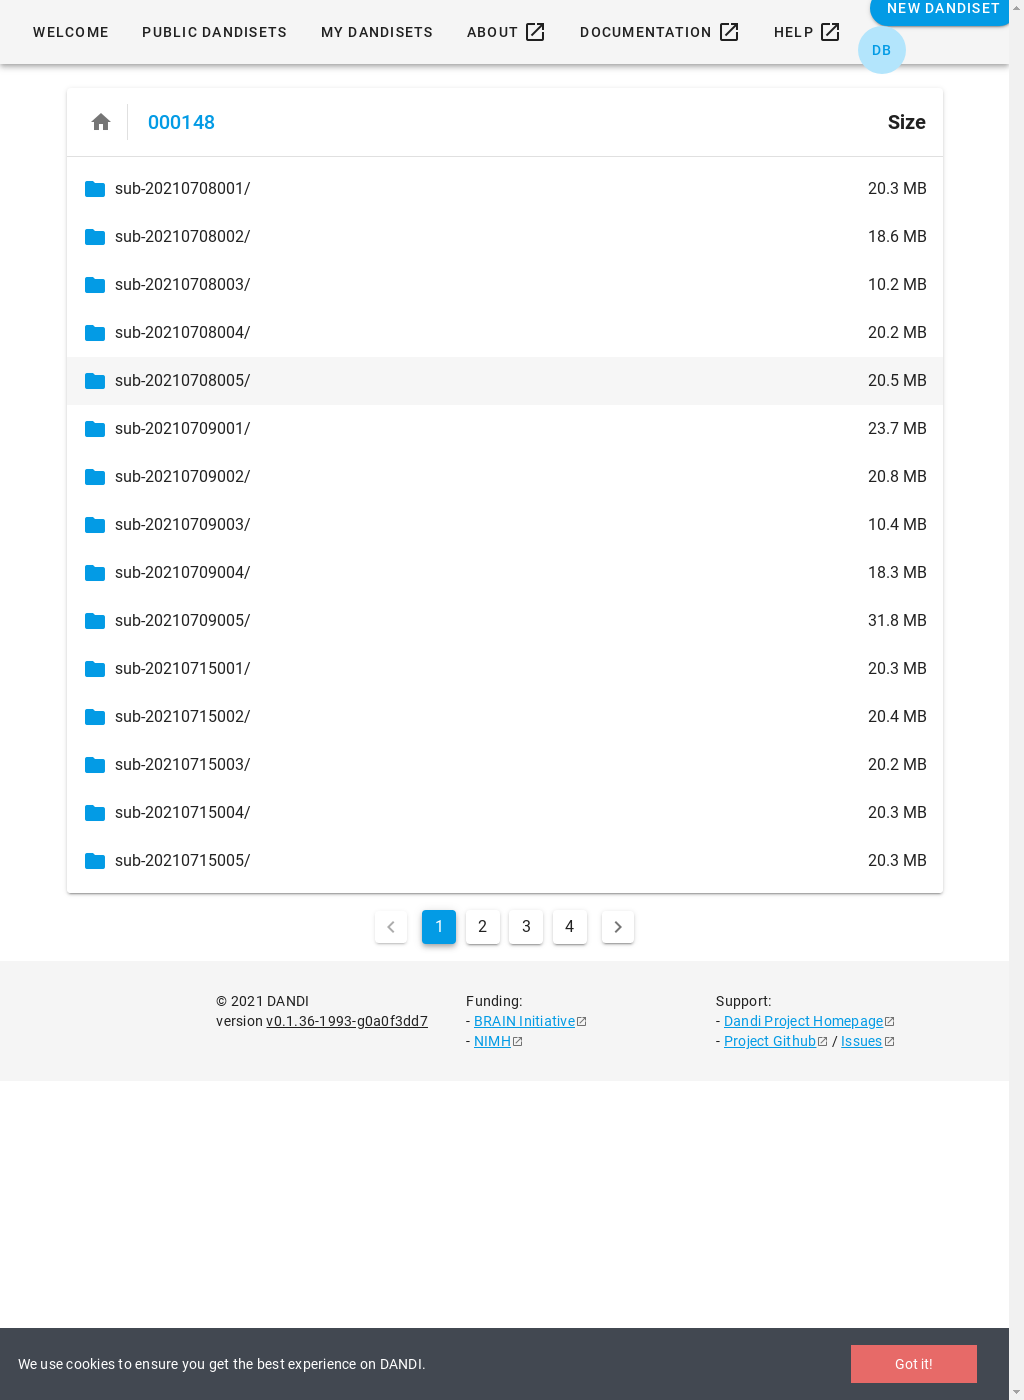 WELCOME PUBLIC DANDISETS MY DANDISETS ABOUT DOCUMENTATION HELP NEW DANDISET
DB
000148 Size
sub-20210708001/ 20.3 MB
sub-20210708002/ 18.6 MB
sub-20210708003/ 10.2 MB
sub-20210708004/ 20.2 MB
sub-20210708005/ 20.5 MB
sub-20210709001/ 23.7 MB
sub-20210709002/ 20.8 MB
sub-20210709003/ 10.4 MB
sub-20210709004/ 18.3 MB
sub-20210709005/ 31.8 MB
sub-20210715001/ 20.3 MB
sub-20210715002/ 20.4 MB
sub-20210715003/ 20.2 MB
sub-20210715004/ 20.3 MB
sub-20210715005/ 20.3 MB
1 2 3 4
© 2021 DANDI
version v0.1.36-1993-g0a0f3dd7
Funding:
- BRAIN Initiative
- NIMH
Support:
- Dandi Project Homepage
- Project Github / Issues
We use cookies to ensure you get the best experience on DANDI. Got it!